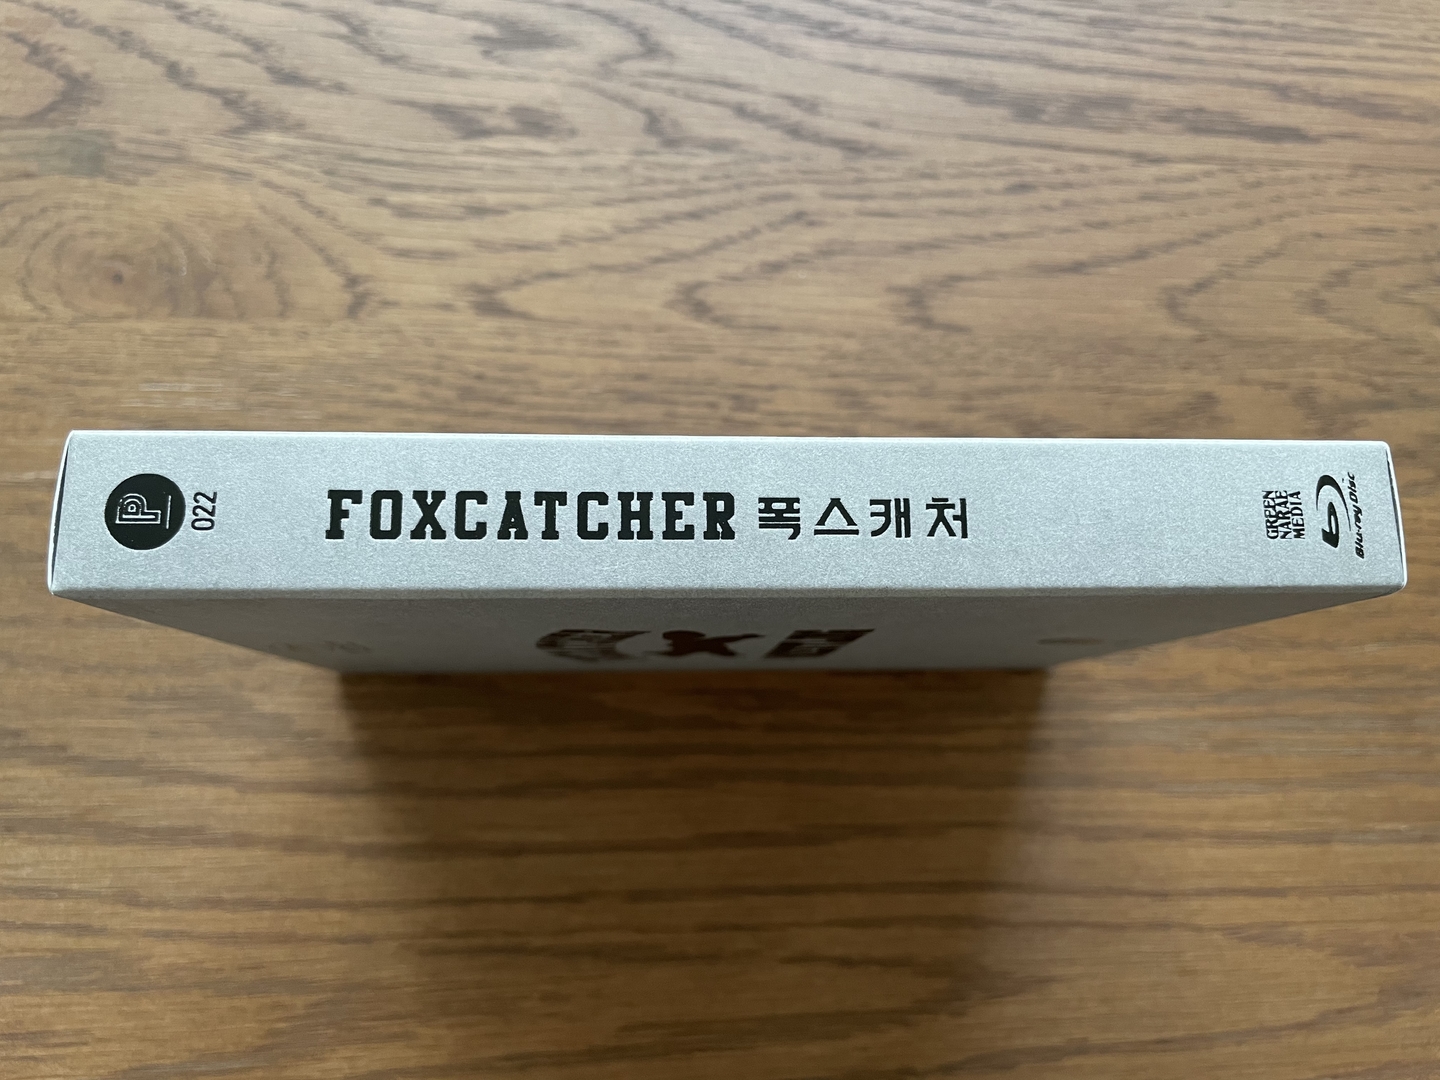 P
022
FOXCATCHER 폭스캐처
GREEN
NARAE
MEDIA
Blu-ray Disc